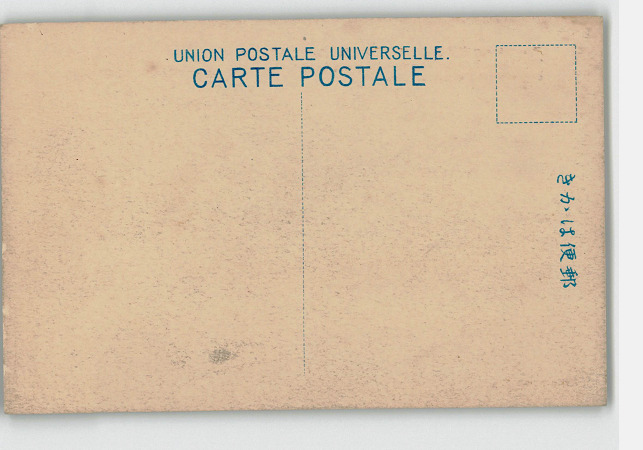 UNION POSTALE UNIVERSELLE.
CARTE POSTALE
きかは便郵